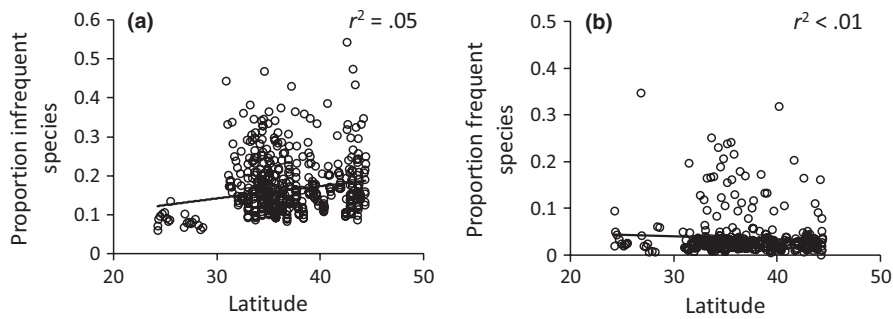 (a)
r² = .05
Proportion infrequent
species
0.6
0.5
0.4
0.3
0.2
0.1
0
20
30
40
50
Latitude
(b)
r² < .01
Proportion frequent
species
0.5
0.4
0.3
0.2
0.1
0
20
30
40
50
Latitude